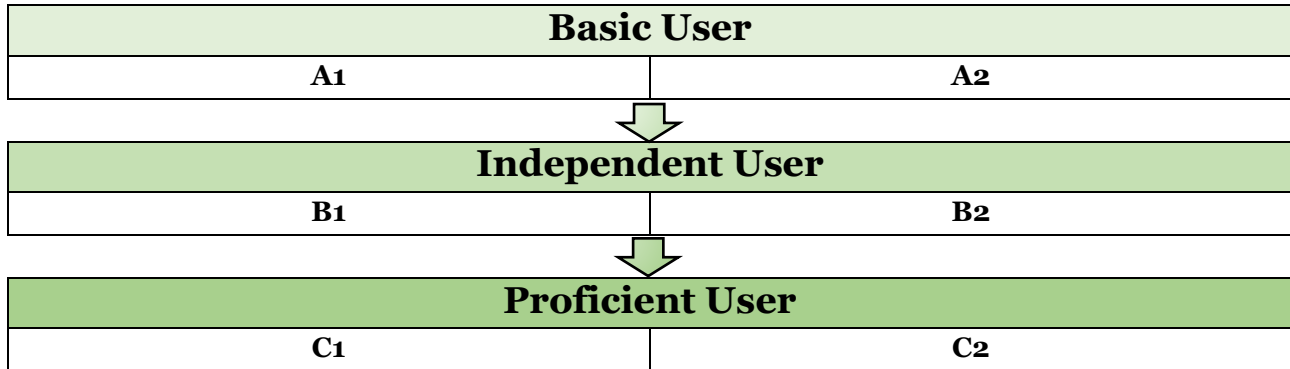 Basic User
A1 A2
Independent User
B1 B2
Proficient User
C1 C2